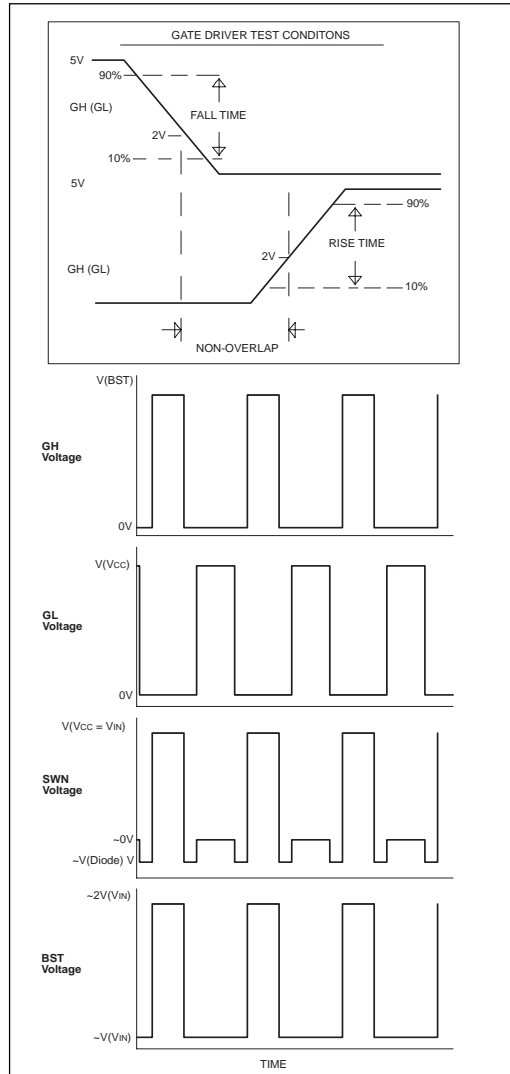 GATE DRIVER TEST CONDITONS
5V
90%
GH (GL)
FALL TIME
2V
10%
5V
90%
2V
RISE TIME
GH (GL)
10%
NON-OVERLAP
V(BST)
GH
Voltage
0V
V(VCC)
GL
Voltage
0V
V(VCC = VIN)
SWN
Voltage
~0V
~V(Diode) V
~2V(VIN)
BST
Voltage
~V(VIN)
TIME